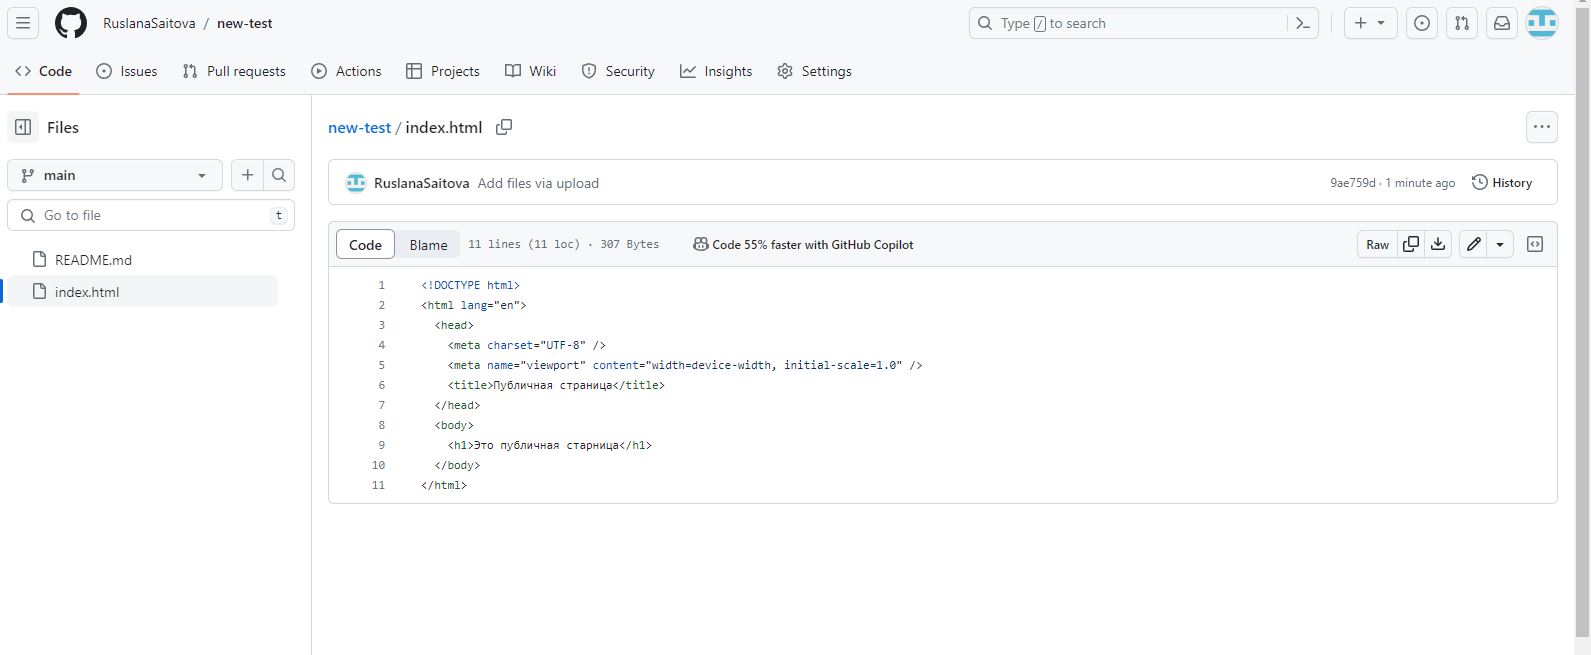 RuslanaSaitova / new-test
Type / to search
Code Issues Pull requests Actions Projects Wiki Security Insights Settings
Files
main
Go to file t
README.md
index.html
new-test / index.html
RuslanaSaitova Add files via upload
9ae759d · 1 minute ago History
Code Blame 11 lines (11 loc) · 307 Bytes Code 55% faster with GitHub Copilot Raw
1 <!DOCTYPE html>
2 <html lang="en">
3 <head>
4 <meta charset="UTF-8" />
5 <meta name="viewport" content="width=device-width, initial-scale=1.0" />
6 <title>Публичная страница</title>
7 </head>
8 <body>
9 <h1>Это публичная старница</h1>
10 </body>
11 </html>